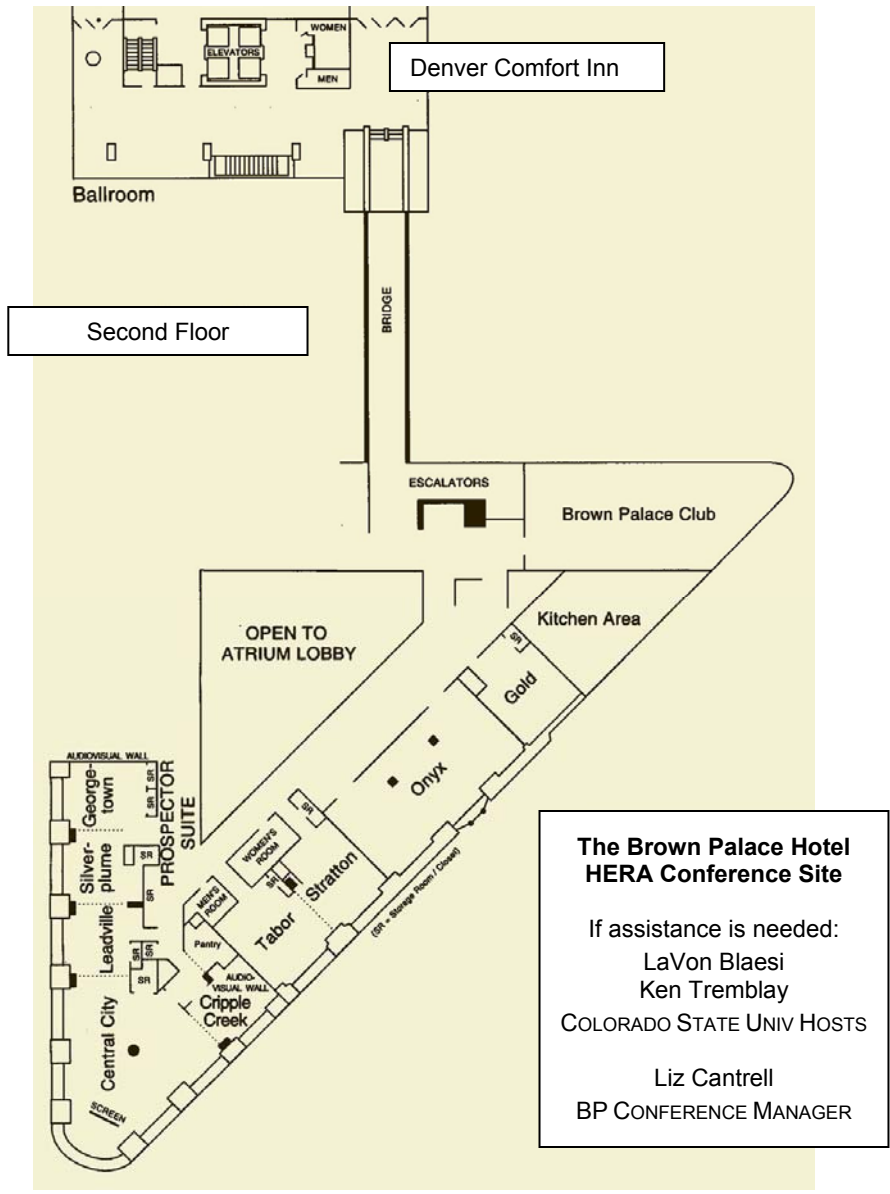 WOMEN
ELEVATORS
MEN
Denver Comfort Inn
Ballroom
BRIDGE
Second Floor
ESCALATORS
Brown Palace Club
OPEN TO
ATRIUM LOBBY
Kitchen Area
SR
Gold
Onyx
AUDIOVISUAL WALL
George-
town
SR
SR
PROSPECTOR
SUITE
Silver-
plume
SR
SR
Leadville
SR
SR
SR
Central City
SCREEN
SR
WOMEN'S
ROOM
SR
Stratton
MEN'S
ROOM
Tabor
Pantry
AUDIO-
VISUAL WALL
Cripple
Creek
(SR = Storage Room / Closet)
The Brown Palace Hotel
HERA Conference Site
If assistance is needed:
LaVon Blaesi
Ken Tremblay
COLORADO STATE UNIV HOSTS
Liz Cantrell
BP CONFERENCE MANAGER